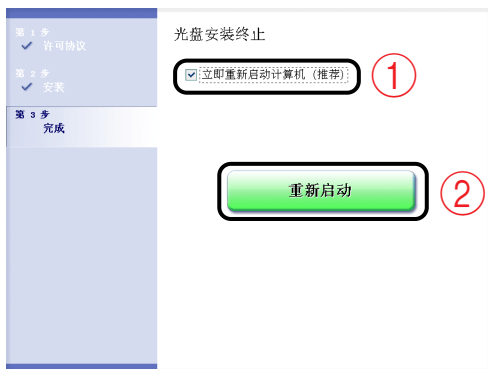 第 1 步
许可协议
第 2 步
安装
第 3 步
完成
光盘安装终止
立即重新启动计算机（推荐）
①
重新启动
②